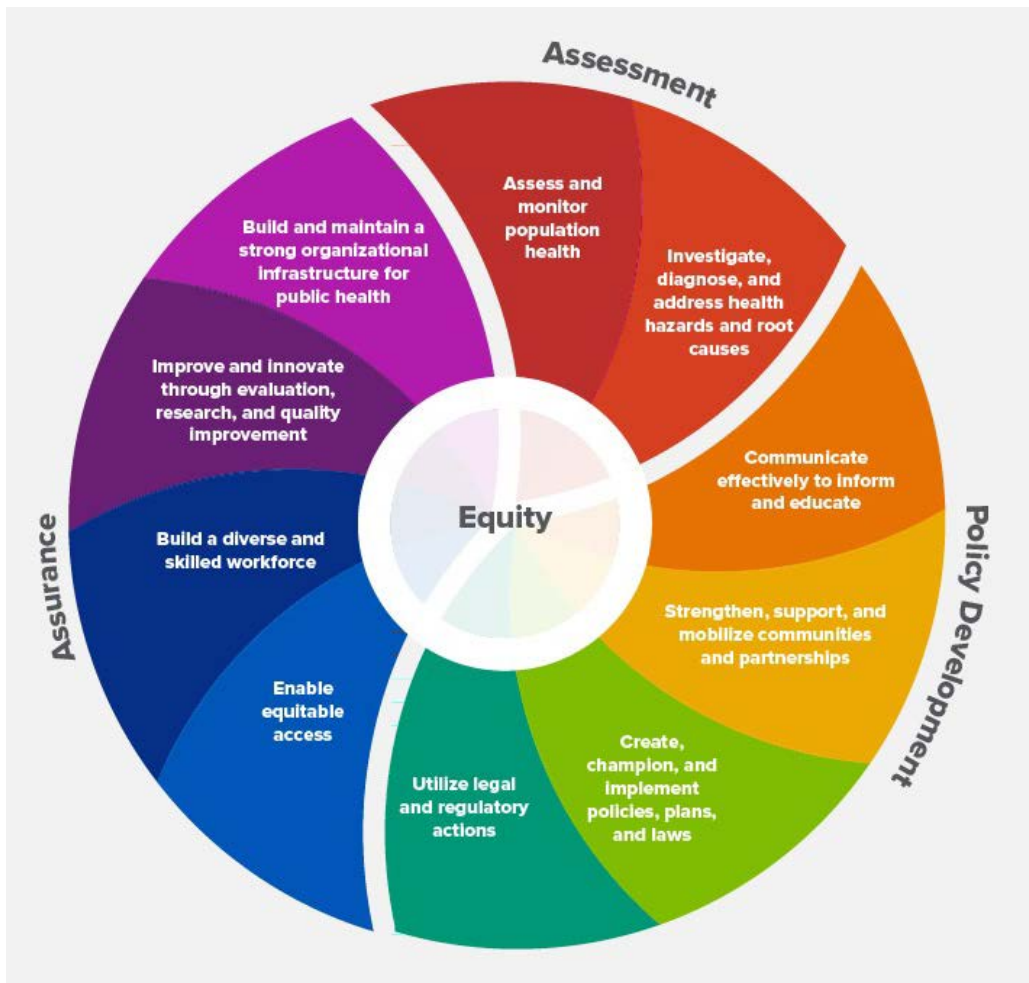 Assessment
Assess and
monitor
population
health
Investigate,
diagnose, and
address health
hazards and root
causes
Policy Development
Communicate
effectively to inform
and educate
Strengthen, support, and
mobilize communities
and partnerships
Create,
champion, and
implement
policies, plans,
and laws
Utilize legal
and regulatory
actions
Assurance
Enable
equitable
access
Build a diverse and
skilled workforce
Improve and innovate
through evaluation,
research, and quality
improvement
Build and maintain a
strong organizational
infrastructure for
public health
Equity